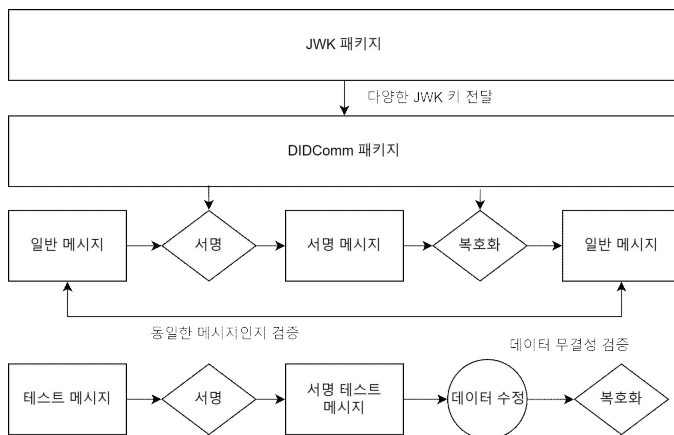 JWK 패키지
다양한 JWK 키 전달
DIDComm 패키지
일반 메시지
서명
서명 메시지
복호화
일반 메시지
동일한 메시지인지 검증
데이터 무결성 검증
테스트 메시지
서명
서명 테스트
메시지
데이터 수정
복호화